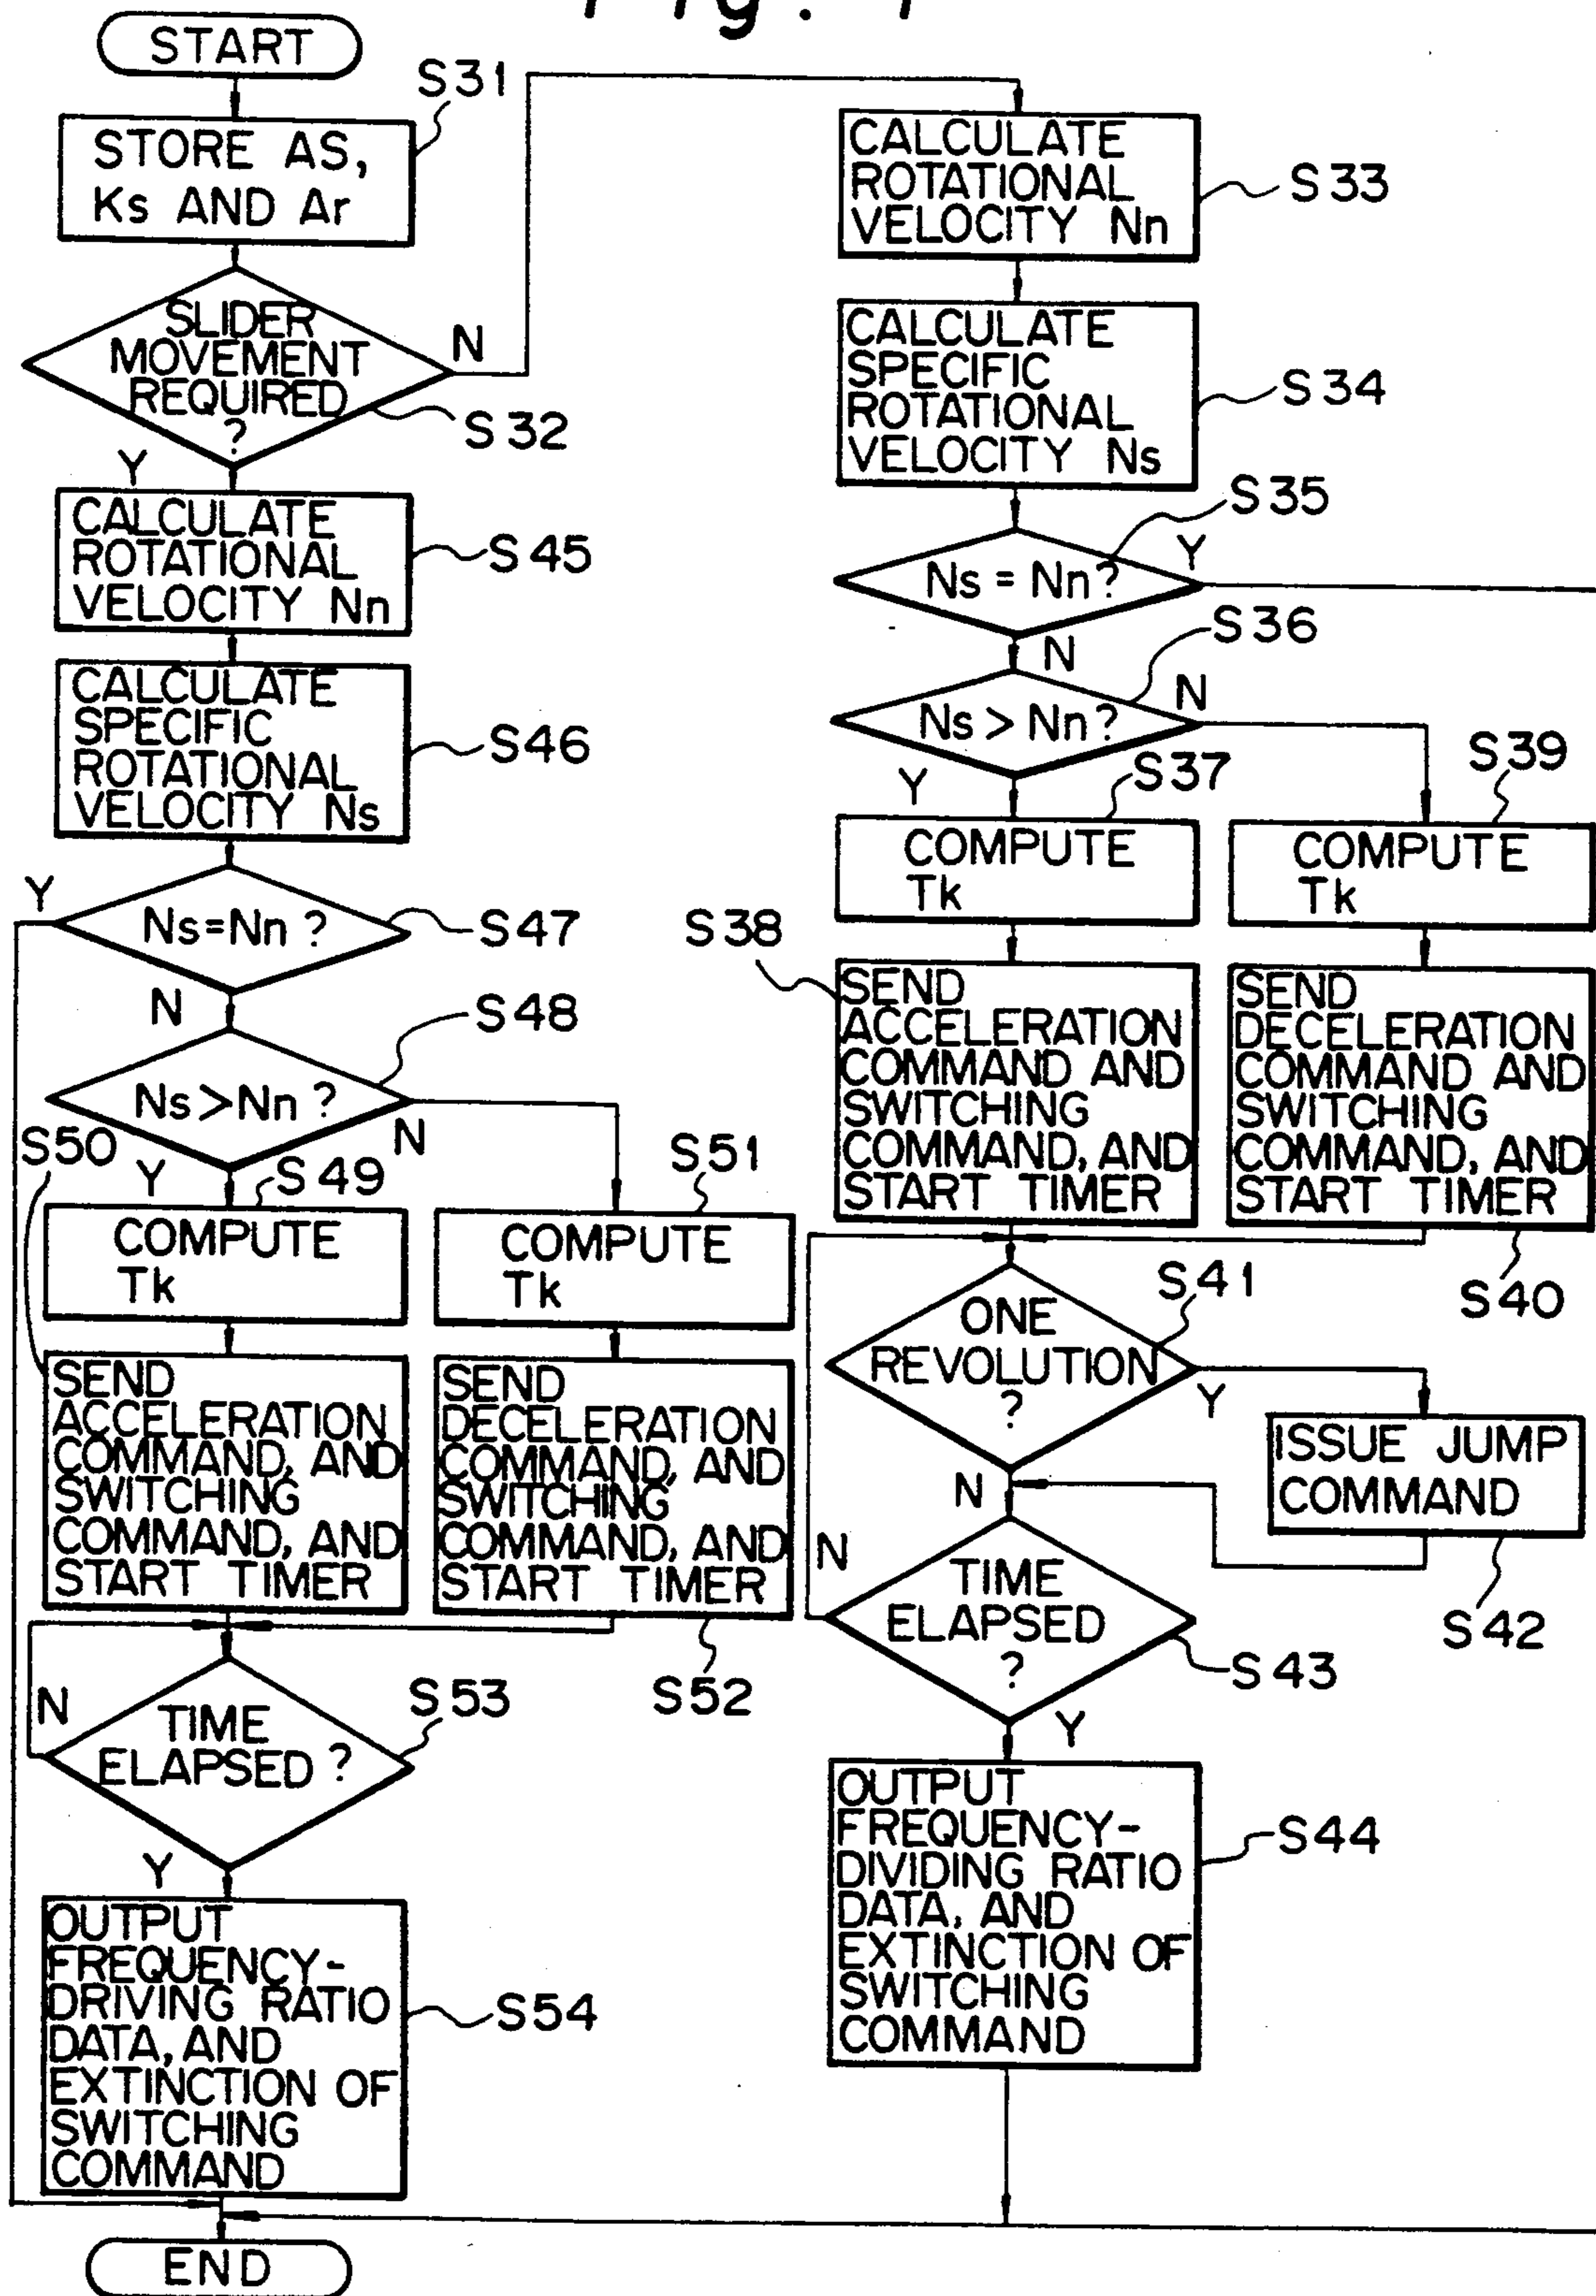 START
S31
STORE AS,
Ks AND Ar
SLIDER
MOVEMENT
REQUIRED
?
N
S32
Y
CALCULATE
ROTATIONAL
VELOCITY Nn
S45
CALCULATE
SPECIFIC
ROTATIONAL
VELOCITY Ns
S46
Y
Ns=Nn ?
S47
N
S48
Ns>Nn ?
N
S50
Y
S49
S51
COMPUTE
Tk
COMPUTE
Tk
SEND
ACCELERATION
COMMAND, AND
SWITCHING
COMMAND, AND
START TIMER
SEND
DECELERATION
COMMAND, AND
SWITCHING
COMMAND, AND
START TIMER
S52
N
TIME
ELAPSED ?
S53
Y
OUTPUT
FREQUENCY-
DRIVING RATIO
DATA, AND
EXTINCTION OF
SWITCHING
COMMAND
S54
END
CALCULATE
ROTATIONAL
VELOCITY Nn
S33
CALCULATE
SPECIFIC
ROTATIONAL
VELOCITY Ns
S34
S35
Ns = Nn ?
Y
S36
N
Ns > Nn ?
N
Y
S37
S39
COMPUTE
Tk
COMPUTE
Tk
S38
SEND
ACCELERATION
COMMAND AND
SWITCHING
COMMAND, AND
START TIMER
SEND
DECELERATION
COMMAND AND
SWITCHING
COMMAND, AND
START TIMER
S40
S41
ONE
REVOLUTION
?
Y
ISSUE JUMP
COMMAND
S42
N
N
TIME
ELAPSED
?
S43
Y
OUTPUT
FREQUENCY-
DIVIDING RATIO
DATA, AND
EXTINCTION OF
SWITCHING
COMMAND
S44